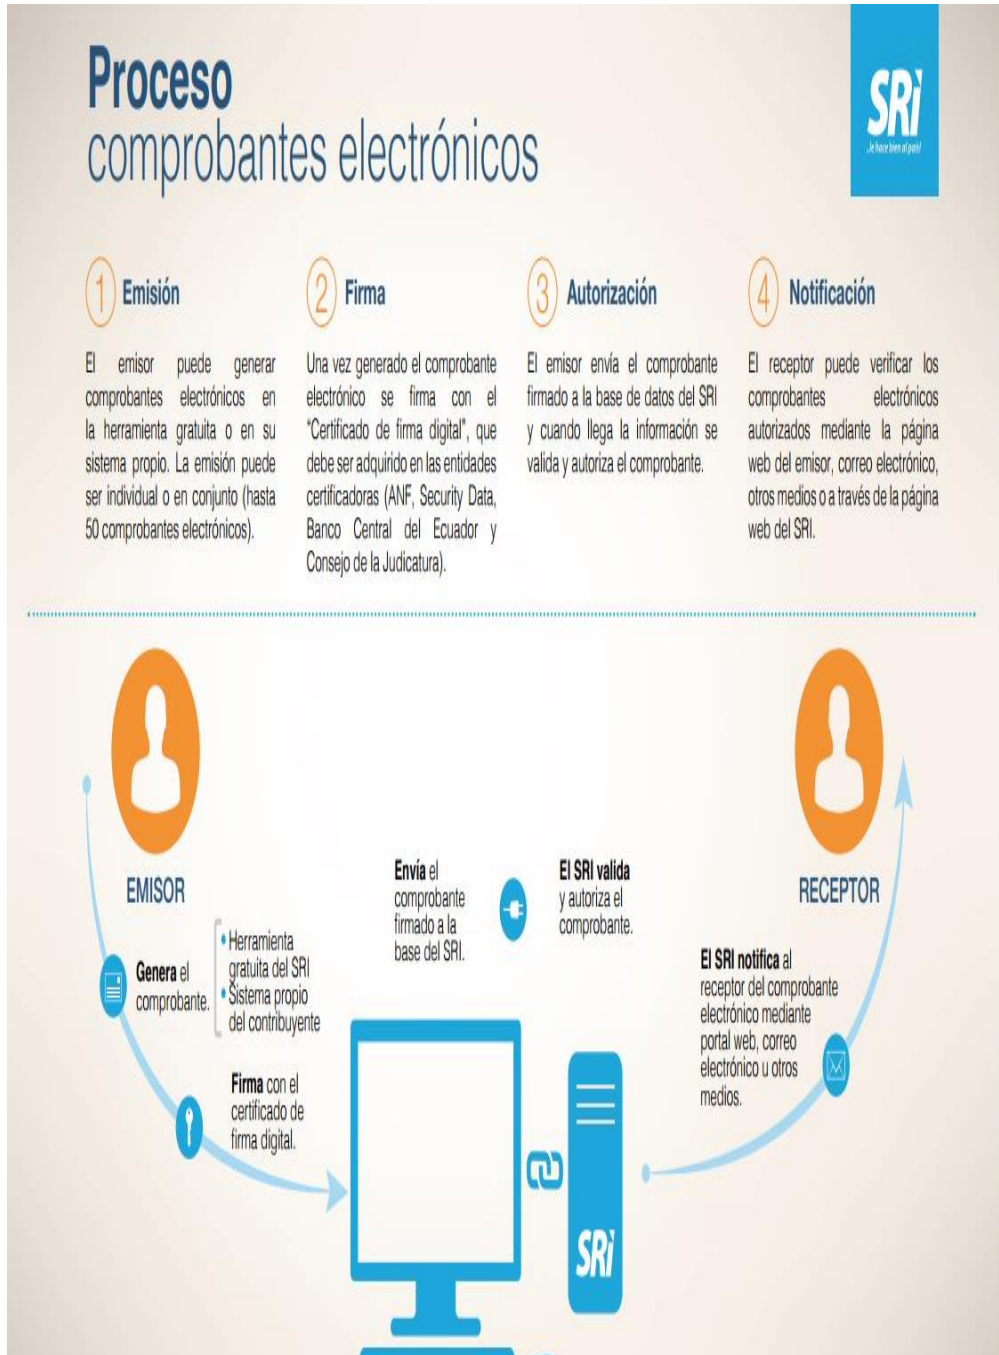 Proceso
comprobantes electrónicos
SRi
...le hace bien al país!
1 Emisión
El emisor puede generar
comprobantes electrónicos en
la herramienta gratuita o en su
sistema propio. La emisión puede
ser individual o en conjunto (hasta
50 comprobantes electrónicos).
2 Firma
Una vez generado el comprobante
electrónico se firma con el
"Certificado de firma digital", que
debe ser adquirido en las entidades
certificadoras (ANF, Security Data,
Banco Central del Ecuador y
Consejo de la Judicatura).
3 Autorización
El emisor envía el comprobante
firmado a la base de datos del SRI
y cuando llega la información se
valida y autoriza el comprobante.
4 Notificación
El receptor puede verificar los
comprobantes electrónicos
autorizados mediante la página
web del emisor, correo electrónico,
otros medios o a través de la página
web del SRI.
EMISOR
Genera el
comprobante.
• Herramienta
gratuita del SRI
• Sistema propio
del contribuyente
Firma con el
certificado de
firma digital.
Envía el
comprobante
firmado a la
base del SRI.
El SRI valida
y autoriza el
comprobante.
SRi
RECEPTOR
El SRI notifica al
receptor del comprobante
electrónico mediante
portal web, correo
electrónico u otros
medios.